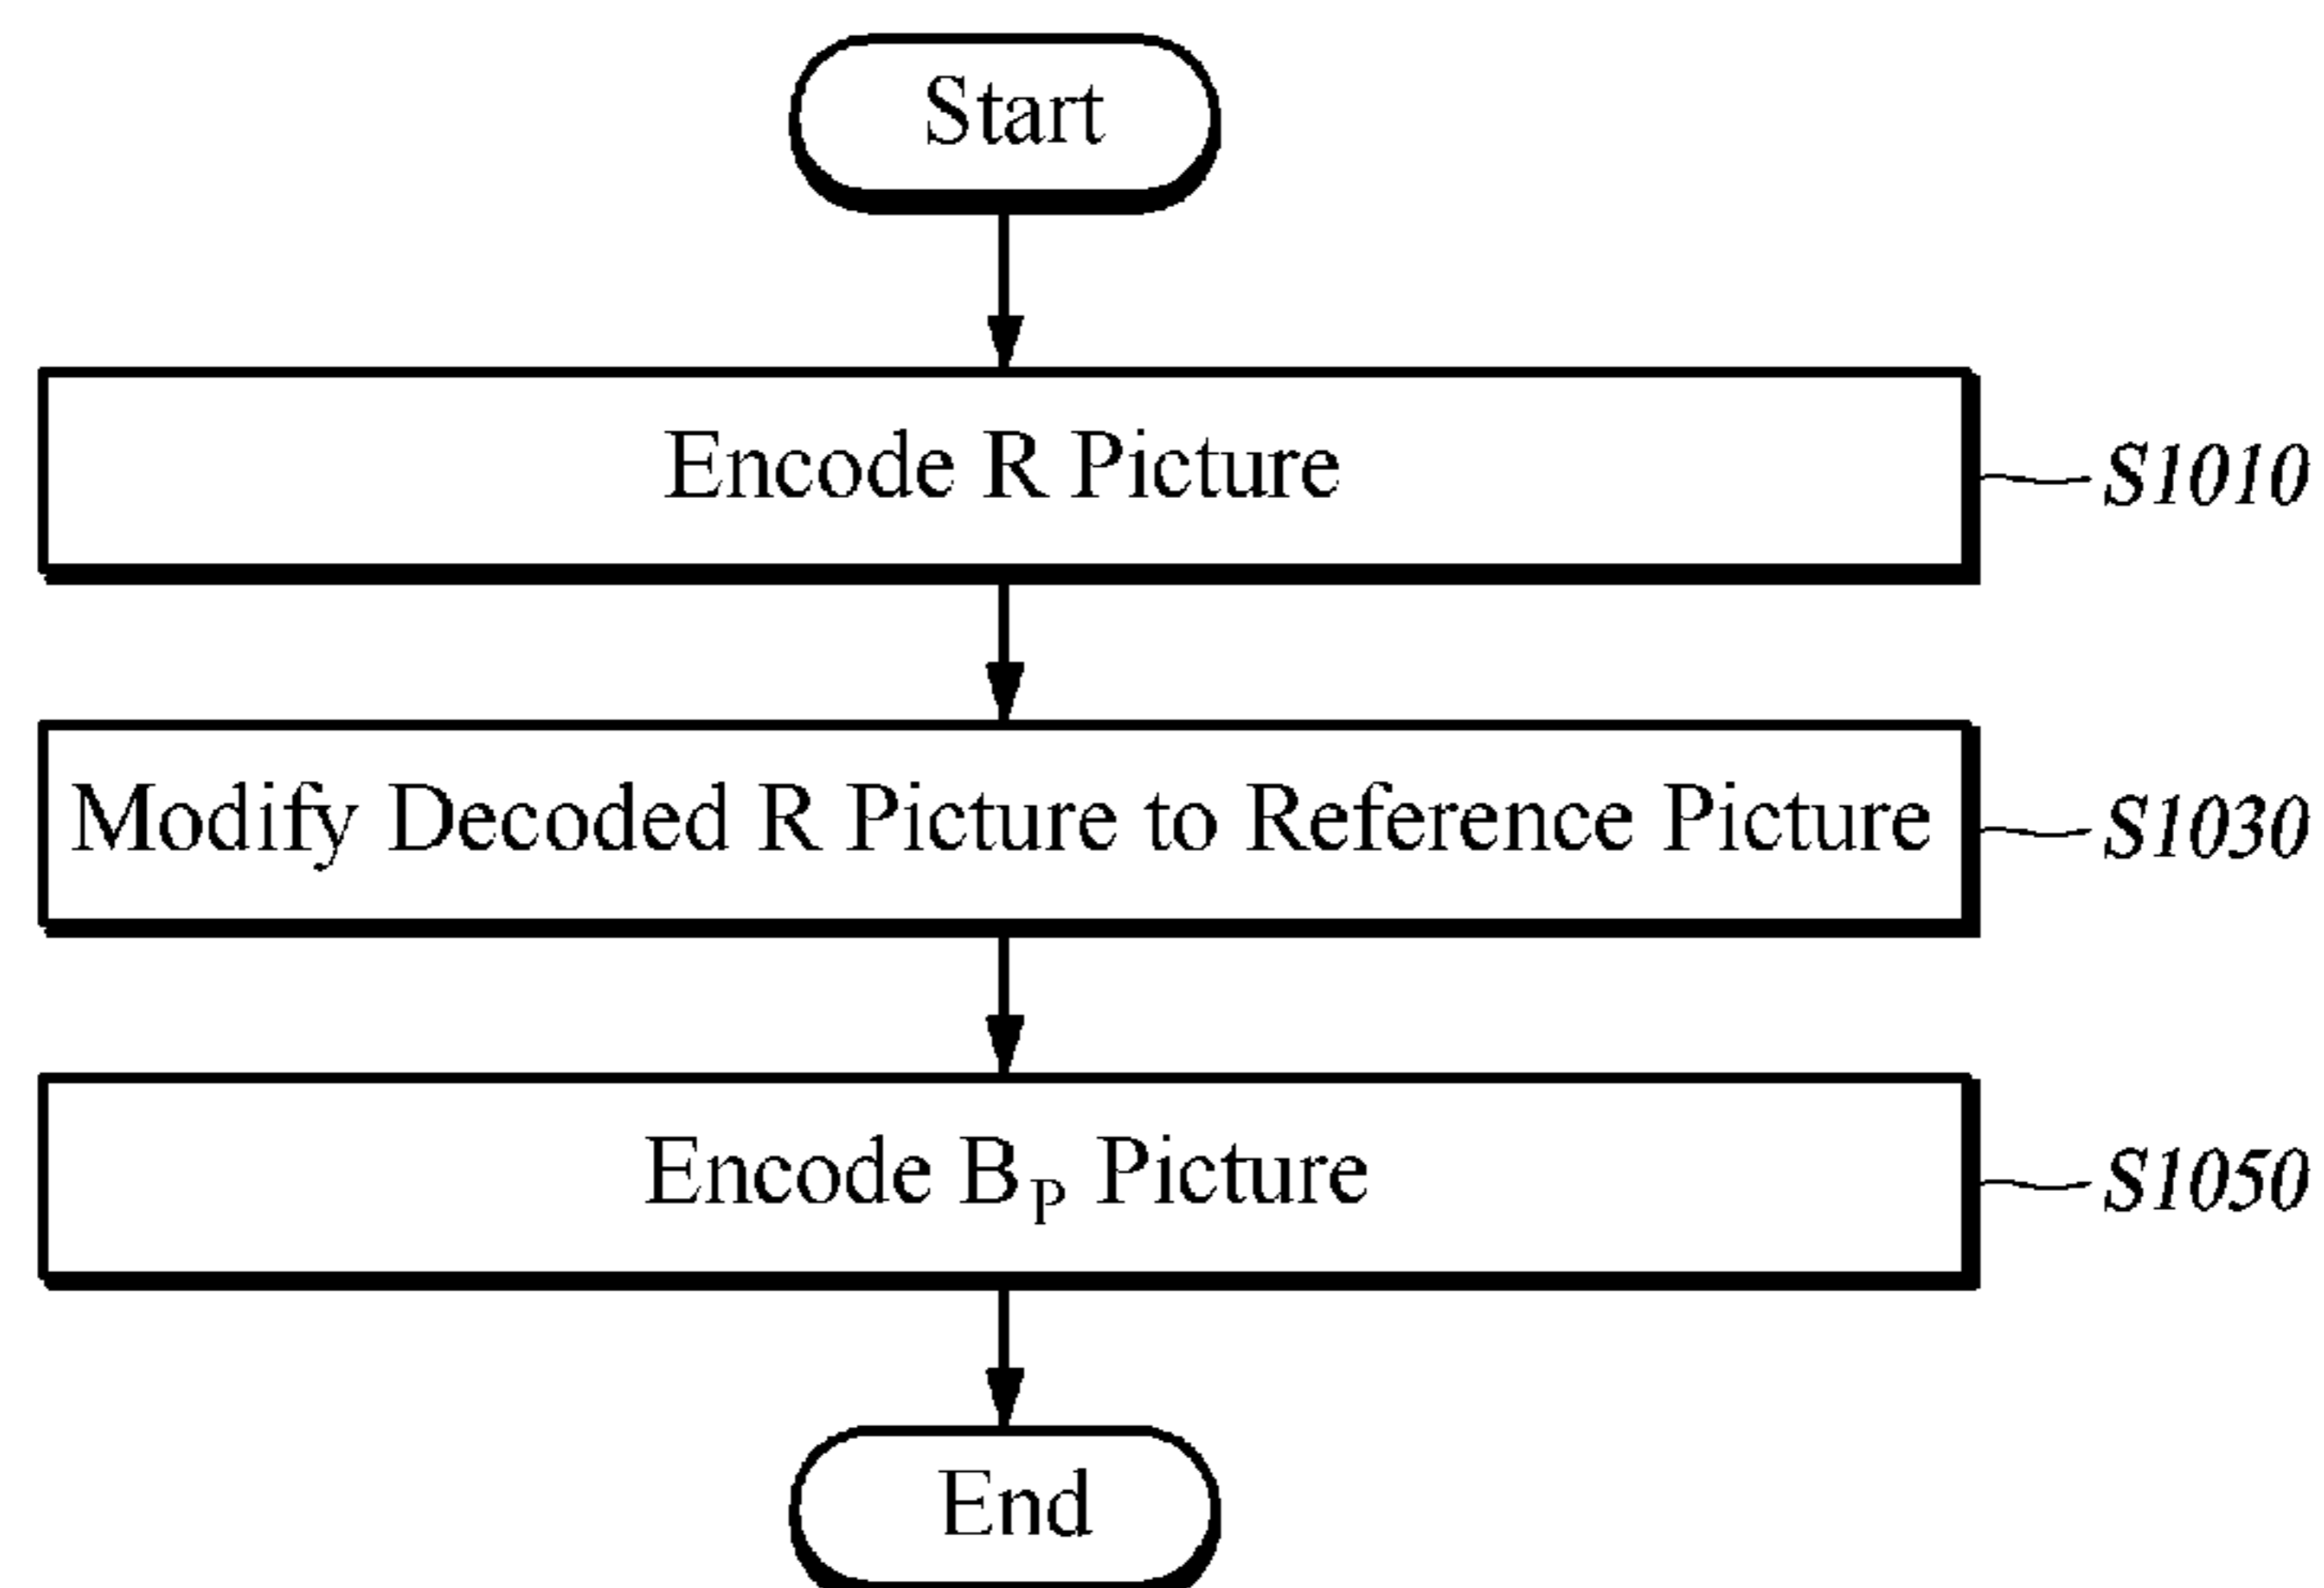 Start
Encode R Picture
S1010
Modify Decoded R Picture to Reference Picture
S1030
Encode BP Picture
S1050
End